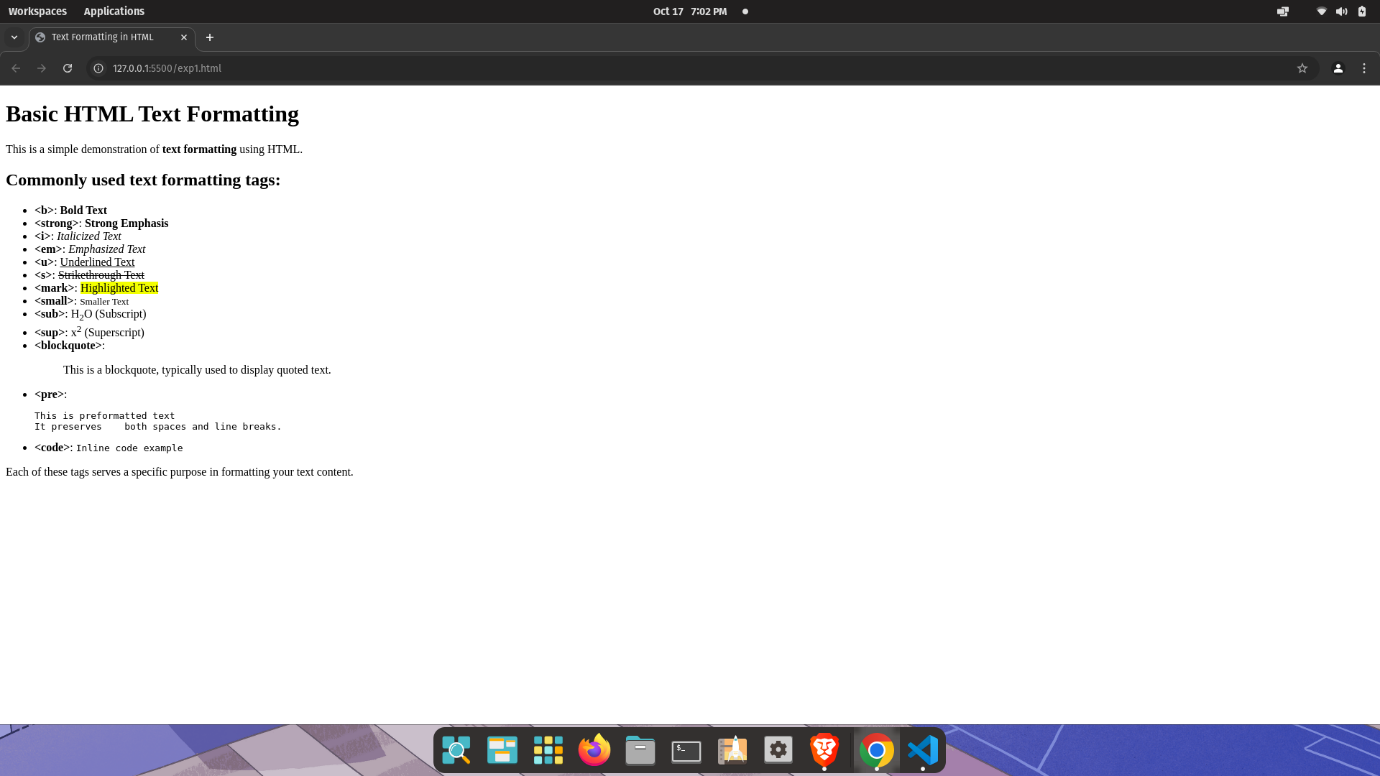 Workspaces Applications Oct 17 7:02 PM
Text Formatting in HTML
127.0.0.1:5500/exp1.html
Basic HTML Text Formatting
This is a simple demonstration of text formatting using HTML.
Commonly used text formatting tags:
<b>: Bold Text
<strong>: Strong Emphasis
<i>: Italicized Text
<em>: Emphasized Text
<u>: Underlined Text
<s>: Strikethrough Text
<mark>: Highlighted Text
<small>: Smaller Text
<sub>: H2O (Subscript)
<sup>: x2 (Superscript)
<blockquote>:
This is a blockquote, typically used to display quoted text.
<pre>:
This is preformatted text
It preserves    both spaces and line breaks.
<code>: Inline code example
Each of these tags serves a specific purpose in formatting your text content.
$_